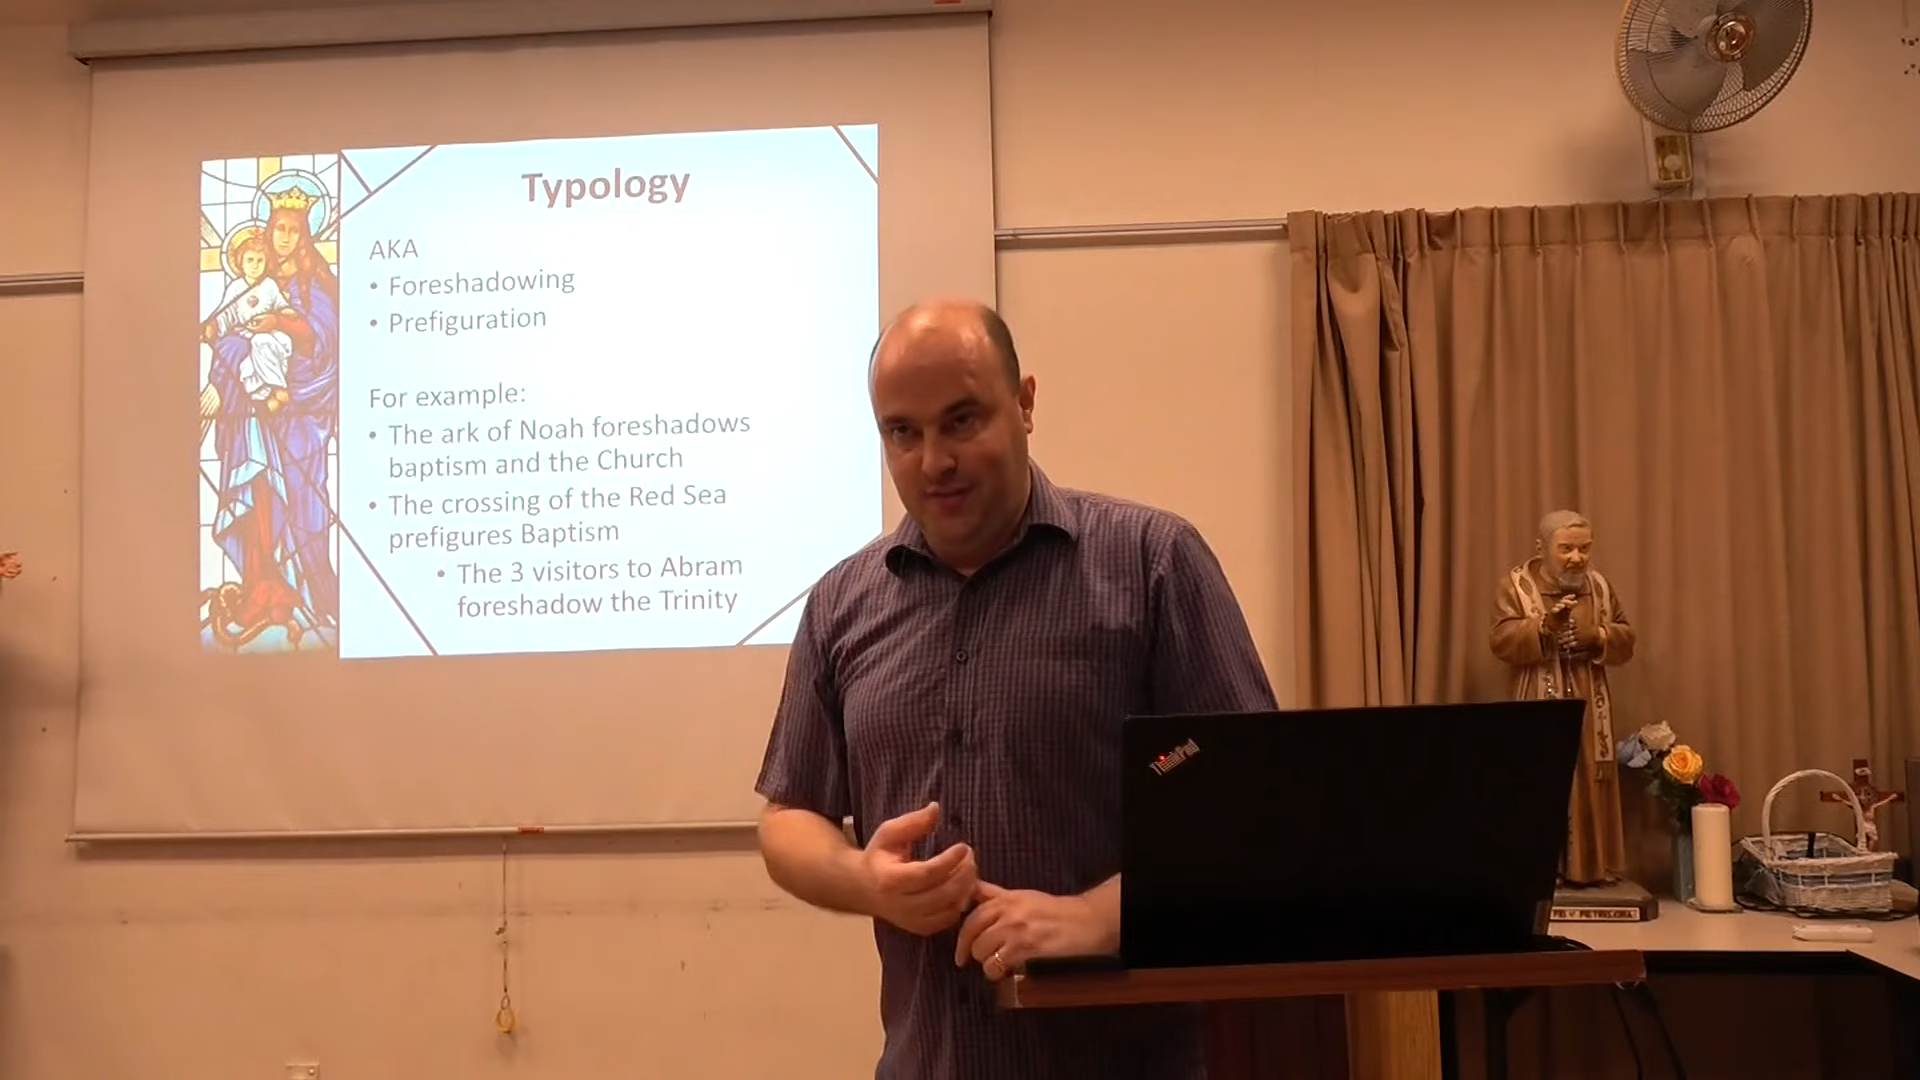 Typology
AKA
• Foreshadowing
• Prefiguration
For example:
• The ark of Noah foreshadows
baptism and the Church
• The crossing of the Red Sea
prefigures Baptism
• The 3 visitors to Abram
foreshadow the Trinity
ThinkPad